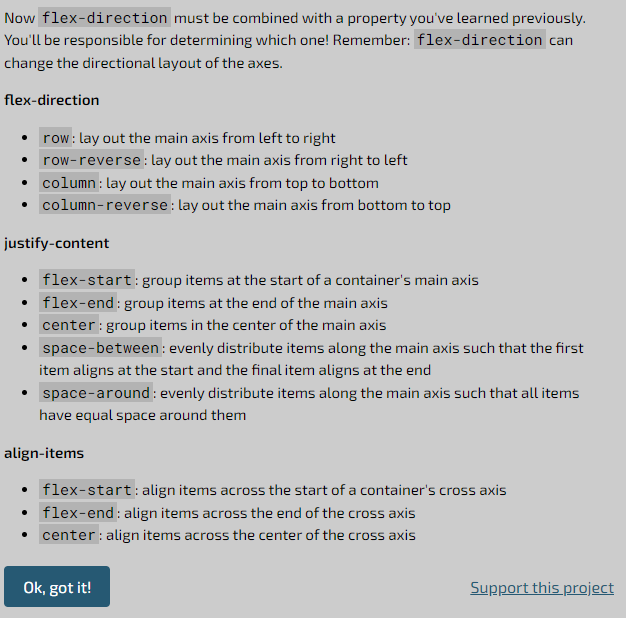 Now flex-direction must be combined with a property you've learned previously.
You'll be responsible for determining which one! Remember: flex-direction can
change the directional layout of the axes.
flex-direction
row: lay out the main axis from left to right
row-reverse: lay out the main axis from right to left
column: lay out the main axis from top to bottom
column-reverse: lay out the main axis from bottom to top
justify-content
flex-start: group items at the start of a container's main axis
flex-end: group items at the end of the main axis
center: group items in the center of the main axis
space-between: evenly distribute items along the main axis such that the first
item aligns at the start and the final item aligns at the end
space-around: evenly distribute items along the main axis such that all items
have equal space around them
align-items
flex-start: align items across the start of a container's cross axis
flex-end: align items across the end of the cross axis
center: align items across the center of the cross axis
Ok, got it!
Support this project